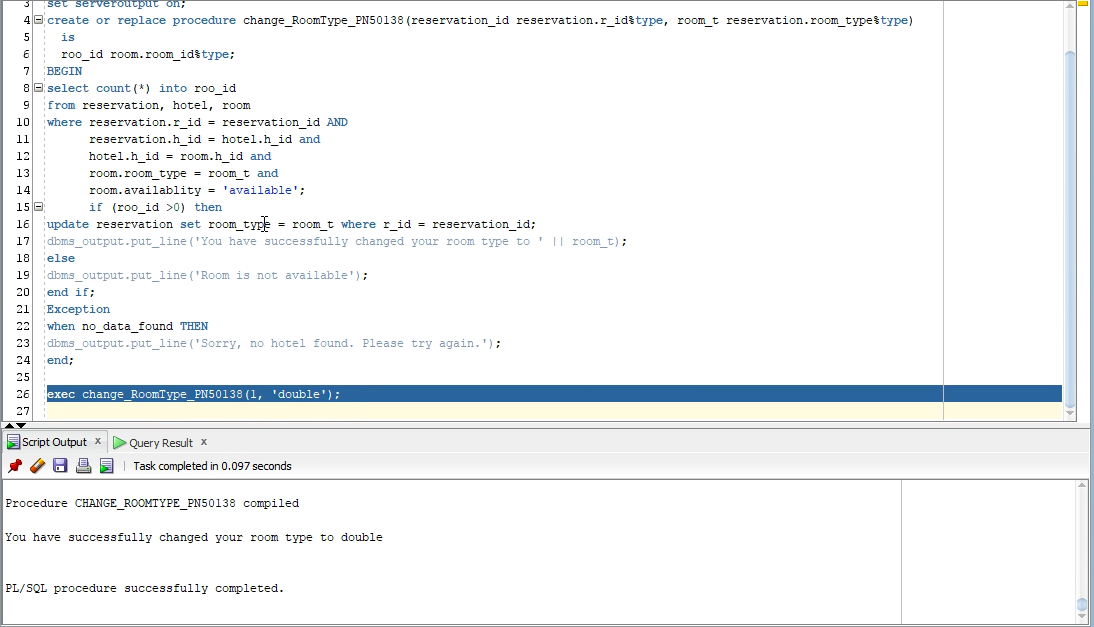 3 set serveroutput on;
4 create or replace procedure change_RoomType_PN50138(reservation_id reservation.r_id%type, room_t reservation.room_type%type)
5 is
6 roo_id room.room_id%type;
7 BEGIN
8 select count(*) into roo_id
9 from reservation, hotel, room
10 where reservation.r_id = reservation_id AND
11 reservation.h_id = hotel.h_id and
12 hotel.h_id = room.h_id and
13 room.room_type = room_t and
14 room.availablity = 'available';
15 if (roo_id >0) then
16 update reservation set room_type = room_t where r_id = reservation_id;
17 dbms_output.put_line('You have successfully changed your room type to ' || room_t);
18 else
19 dbms_output.put_line('Room is not available');
20 end if;
21 Exception
22 when no_data_found THEN
23 dbms_output.put_line('Sorry, no hotel found. Please try again.');
24 end;
25
26 exec change_RoomType_PN50138(1, 'double');
27
Script Output x Query Result x
Task completed in 0.097 seconds
Procedure CHANGE_ROOMTYPE_PN50138 compiled
You have successfully changed your room type to double
PL/SQL procedure successfully completed.